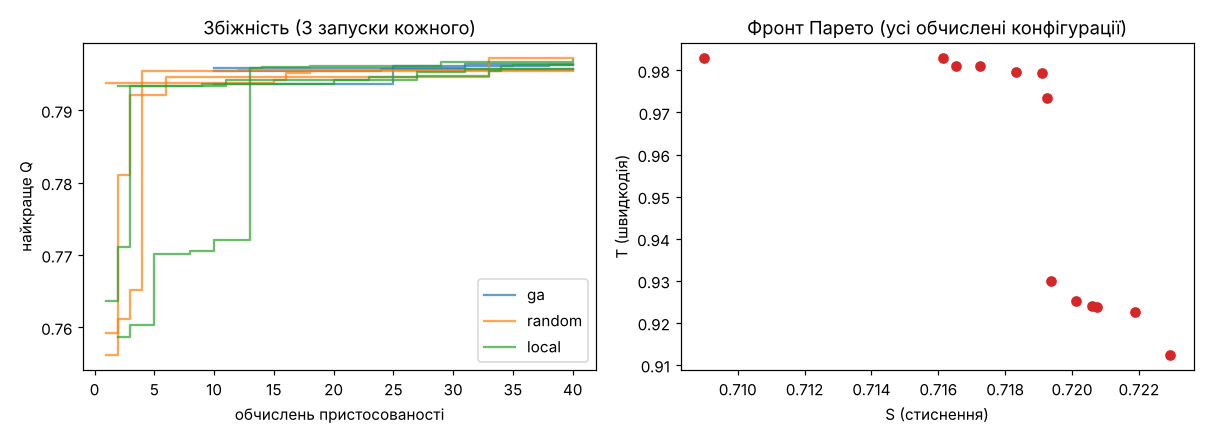 Збіжність (3 запуски кожного)
найкраще Q
0.79
0.78
0.77
0.76
0 5 10 15 20 25 30 35 40
обчислень пристосованості
ga
random
local
Фронт Парето (усі обчислені конфігурації)
T (швидкодія)
0.98
0.97
0.96
0.95
0.94
0.93
0.92
0.91
0.710 0.712 0.714 0.716 0.718 0.720 0.722
S (стиснення)